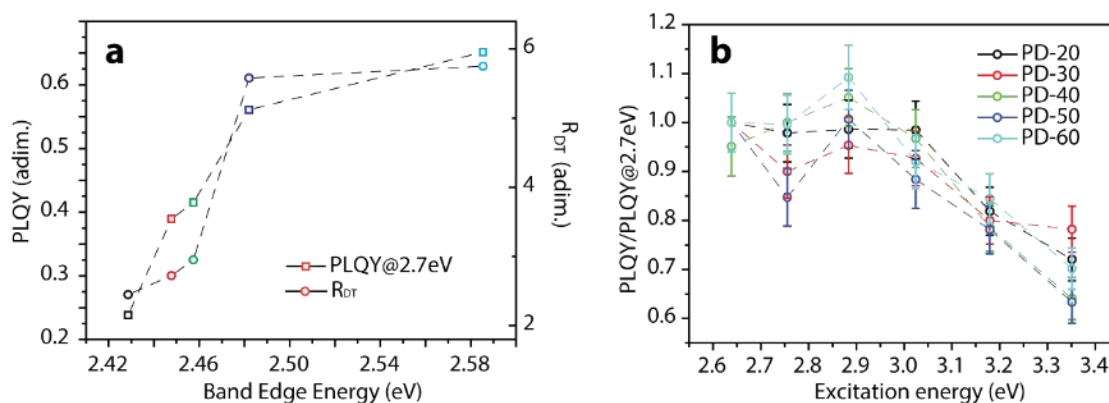 a
PLQY (adim.)
0.6
0.5
0.4
0.3
0.2
2.42
2.46
2.50
2.54
2.58
Band Edge Energy (eV)
6
4
2
RDT (adim.)
PLQY@2.7eV
RDT
b
PLQY/PLQY@2.7eV)
1.2
1.1
1.0
0.9
0.8
0.7
0.6
2.6 2.7 2.8 2.9 3.0 3.1 3.2 3.3 3.4
Excitation energy (eV)
PD-20
PD-30
PD-40
PD-50
PD-60